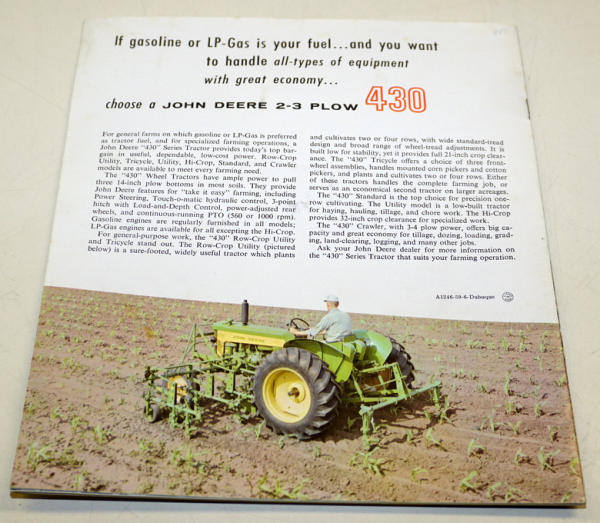 If gasoline or LP-Gas is your fuel...and you want
to handle all-types of equipment
with great economy...
choose a JOHN DEERE 2-3 PLOW 430
For general farms on which gasoline or LP-Gas is preferred
as tractor fuel, and for specialized farming operations, a
John Deere “430” Series Tractor provides today's top bar-
gain in useful, dependable, low-cost power. Row-Crop
Utility, Tricycle, Utility, Hi-Crop, Standard, and Crawler
models are available to meet every farming need.
The “430” Wheel Tractors have ample power to pull
three 14-inch plow bottoms in most soils. They provide
John Deere features for “take it easy” farming, including
Power Steering, Touch-o-matic hydraulic control, 3-point
hitch with Load-and-Depth Control, power-adjusted rear
wheels, and continuous-running PTO (560 or 1000 rpm).
Gasoline engines are regularly furnished in all models;
LP-Gas engines are available for all excepting the Hi-Crop.
For general-purpose work, the “430” Row-Crop Utility
and Tricycle stand out. The Row-Crop Utility (pictured
below) is a sure-footed, widely useful tractor which plants
and cultivates two or four rows, with wide standard-tread
design and broad range of wheel-tread adjustments. It is
built low for stability, yet it provides full 21-inch crop clear-
ance. The “430” Tricycle offers a choice of three front-
wheel assemblies, handles mounted corn pickers and cotton
pickers, and plants and cultivates two or four rows. Either
of these tractors handles the complete farming job, or
serves as an economical second tractor on larger acreages.
The “430” Standard is the top choice for precision one-
row cultivating. The Utility model is a low-built tractor
for haying, hauling, tillage, and chore work. The Hi-Crop
provides 32-inch crop clearance for specialized work.
The “430” Crawler, with 3-4 plow power, offers big ca-
pacity and great economy for tillage, dozing, loading, grad-
ing, land-clearing, logging, and many other jobs.
Ask your John Deere dealer for more information on
the “430” Series Tractor that suits your farming operation.
A1246-59-6-Dubuque
JOHN DEERE